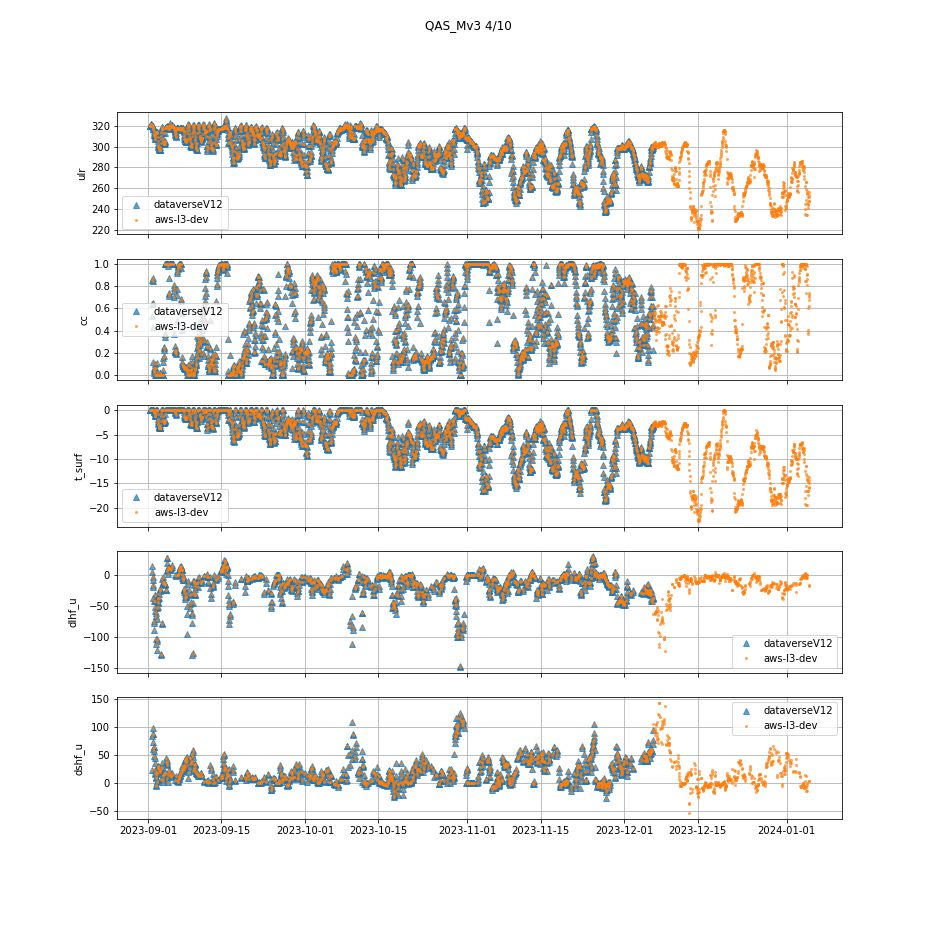 QAS_Mv3 4/10
320
300
280
260
240
220
ulr
dataverseV12
aws-l3-dev
1.0
0.8
0.6
0.4
0.2
0.0
cc
dataverseV12
aws-l3-dev
0
−5
−10
−15
−20
t_surf
dataverseV12
aws-l3-dev
0
−50
−100
−150
dlhf_u
dataverseV12
aws-l3-dev
150
100
50
0
−50
dshf_u
dataverseV12
aws-l3-dev
2023-09-01 2023-09-15 2023-10-01 2023-10-15 2023-11-01 2023-11-15 2023-12-01 2023-12-15 2024-01-01